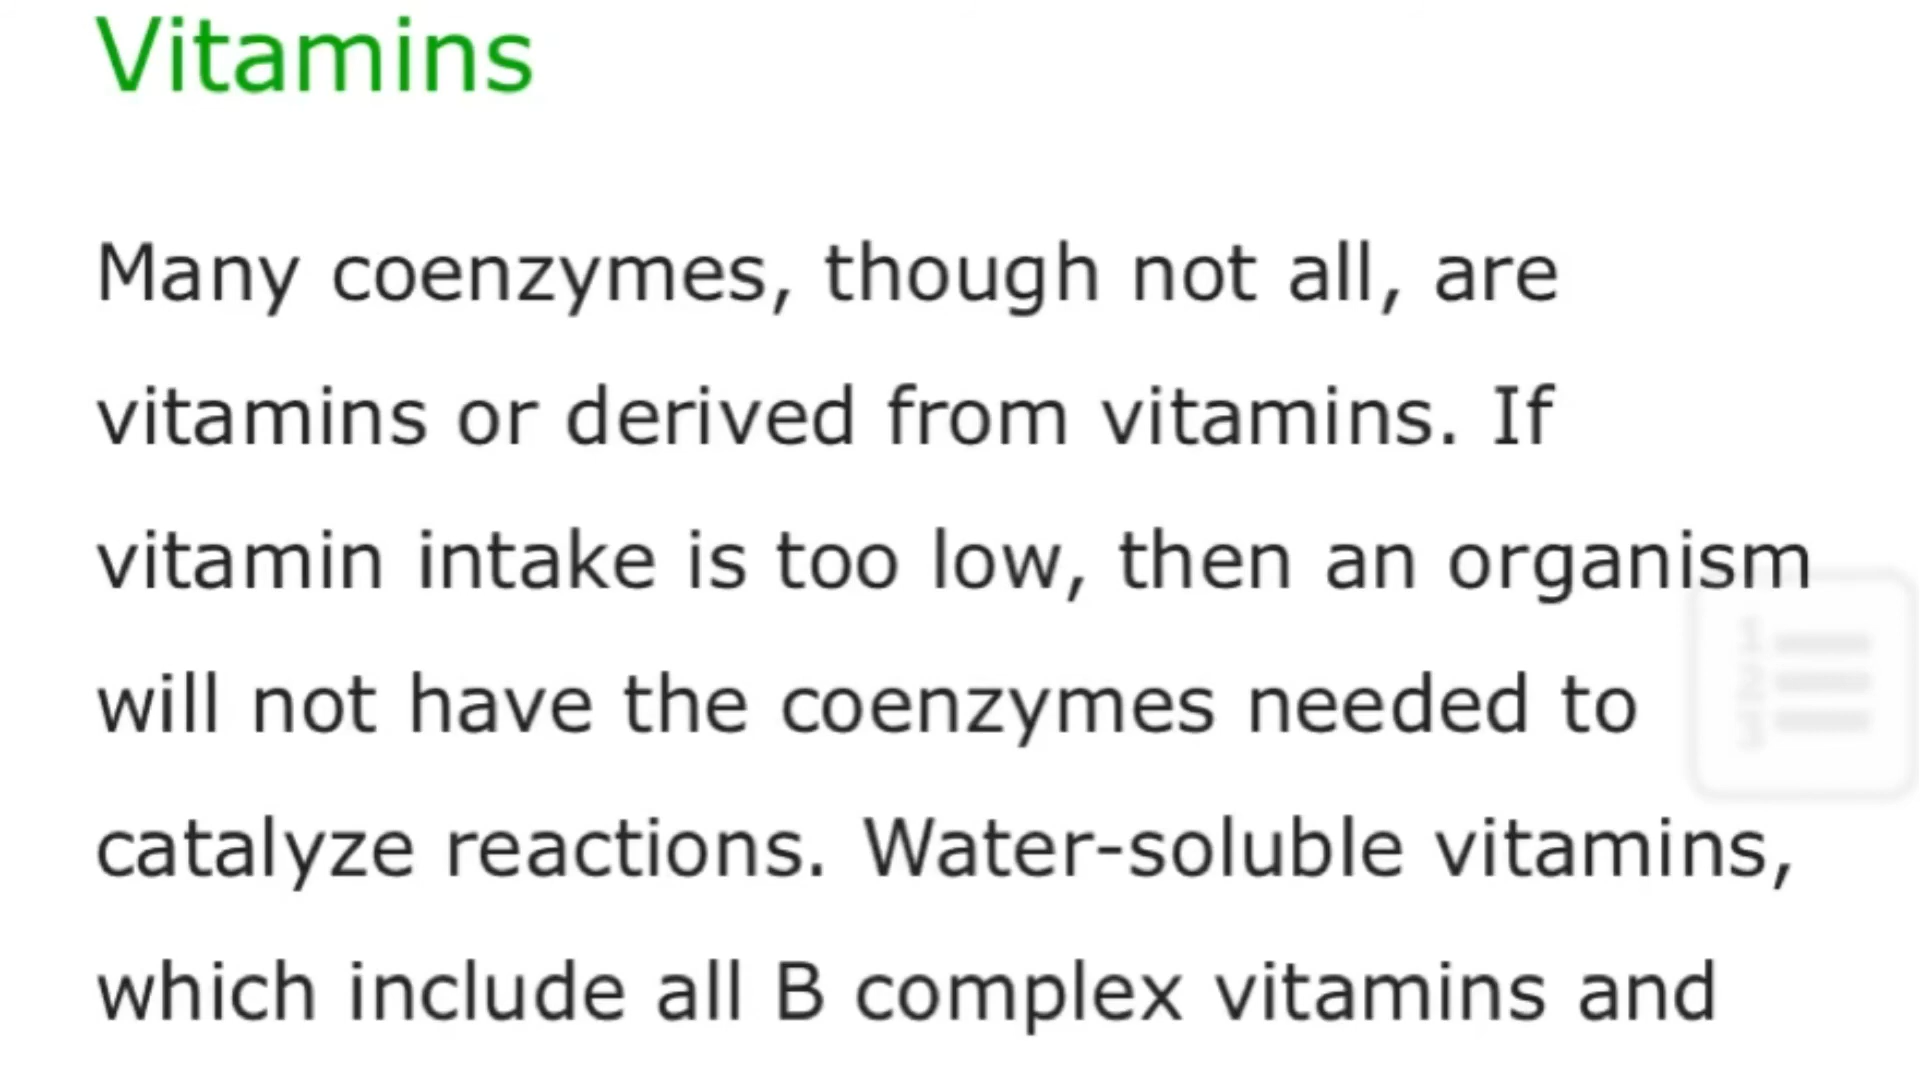 Vitamins
Many coenzymes, though not all, are
vitamins or derived from vitamins. If
vitamin intake is too low, then an organism
will not have the coenzymes needed to
catalyze reactions. Water-soluble vitamins,
which include all B complex vitamins and